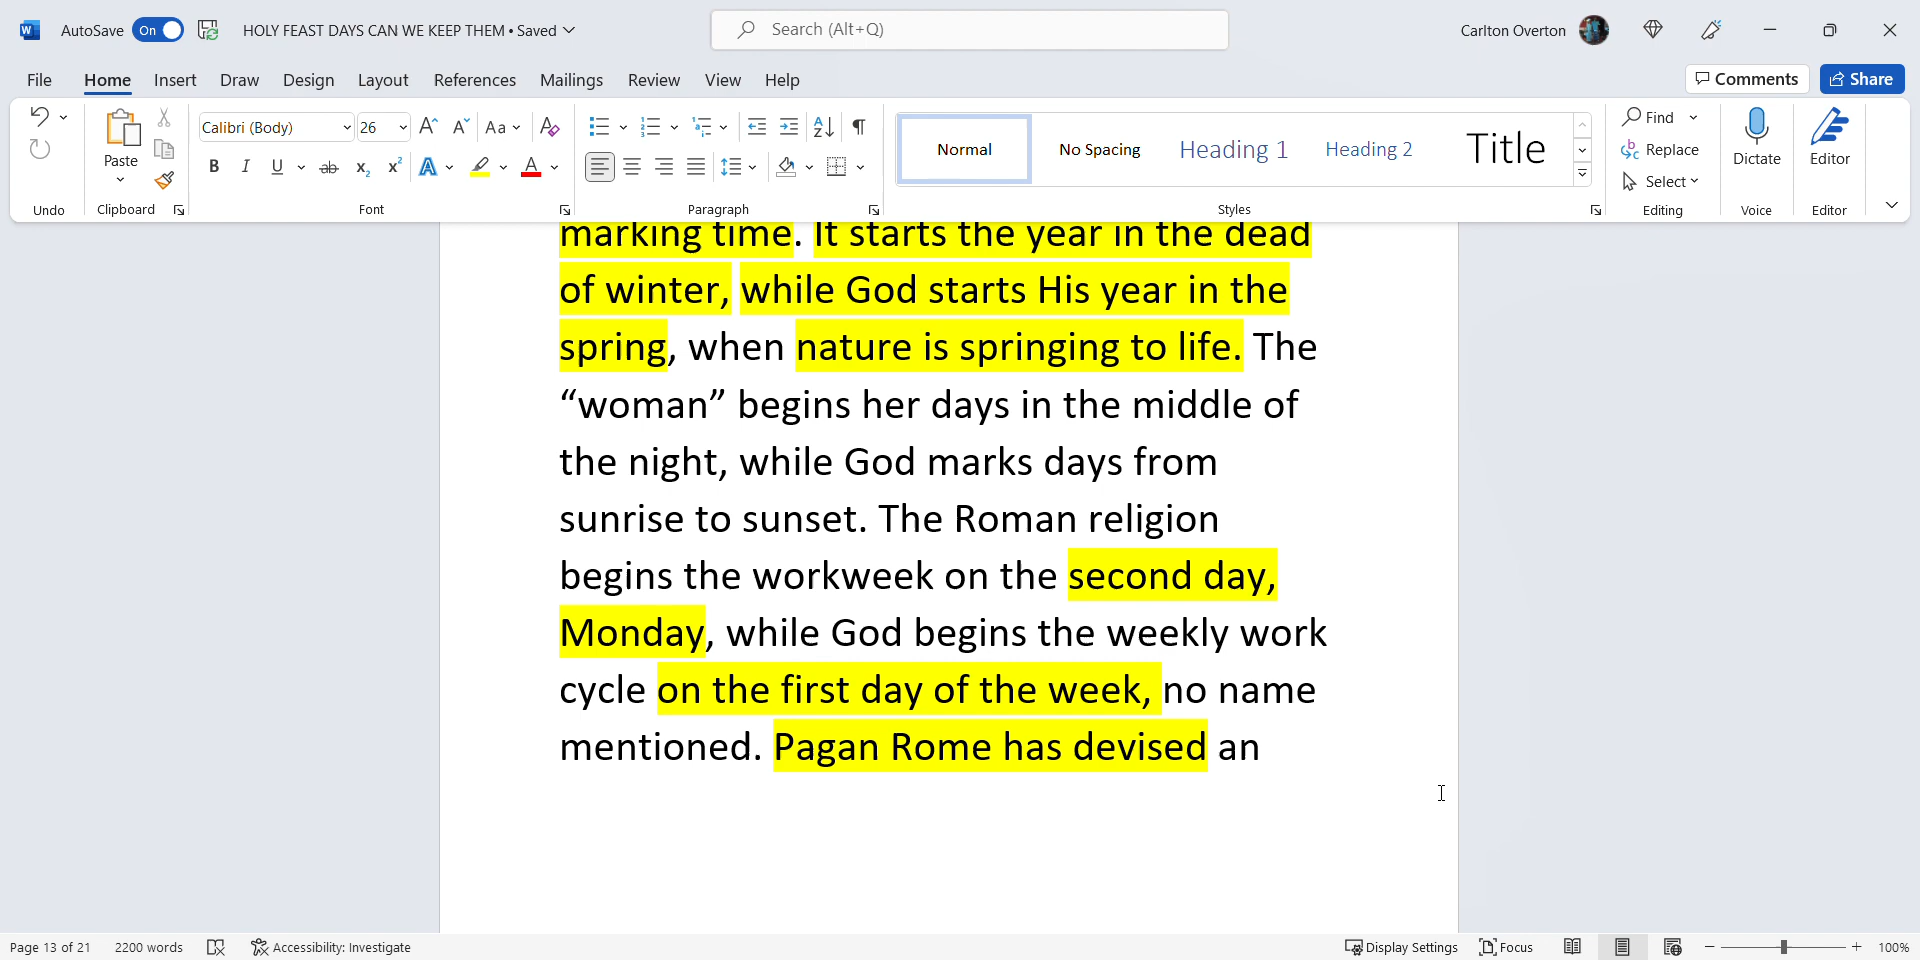 AutoSave On HOLY FEAST DAYS CAN WE KEEP THEM • Saved Search (Alt+Q) Carlton Overton
File Home Insert Draw Design Layout References Mailings Review View Help Comments Share
Calibri (Body) 26 Aa
Paste
Normal No Spacing Heading 1 Heading 2 Title
Find
Replace
Select
Dictate
Editor
Undo Clipboard Font Paragraph Styles Editing Voice Editor
marking time. It starts the year in the dead
of winter, while God starts His year in the
spring, when nature is springing to life. The
“woman” begins her days in the middle of
the night, while God marks days from
sunrise to sunset. The Roman religion
begins the workweek on the second day,
Monday, while God begins the weekly work
cycle on the first day of the week, no name
mentioned. Pagan Rome has devised an
Page 13 of 21 2200 words Accessibility: Investigate Display Settings Focus 100%